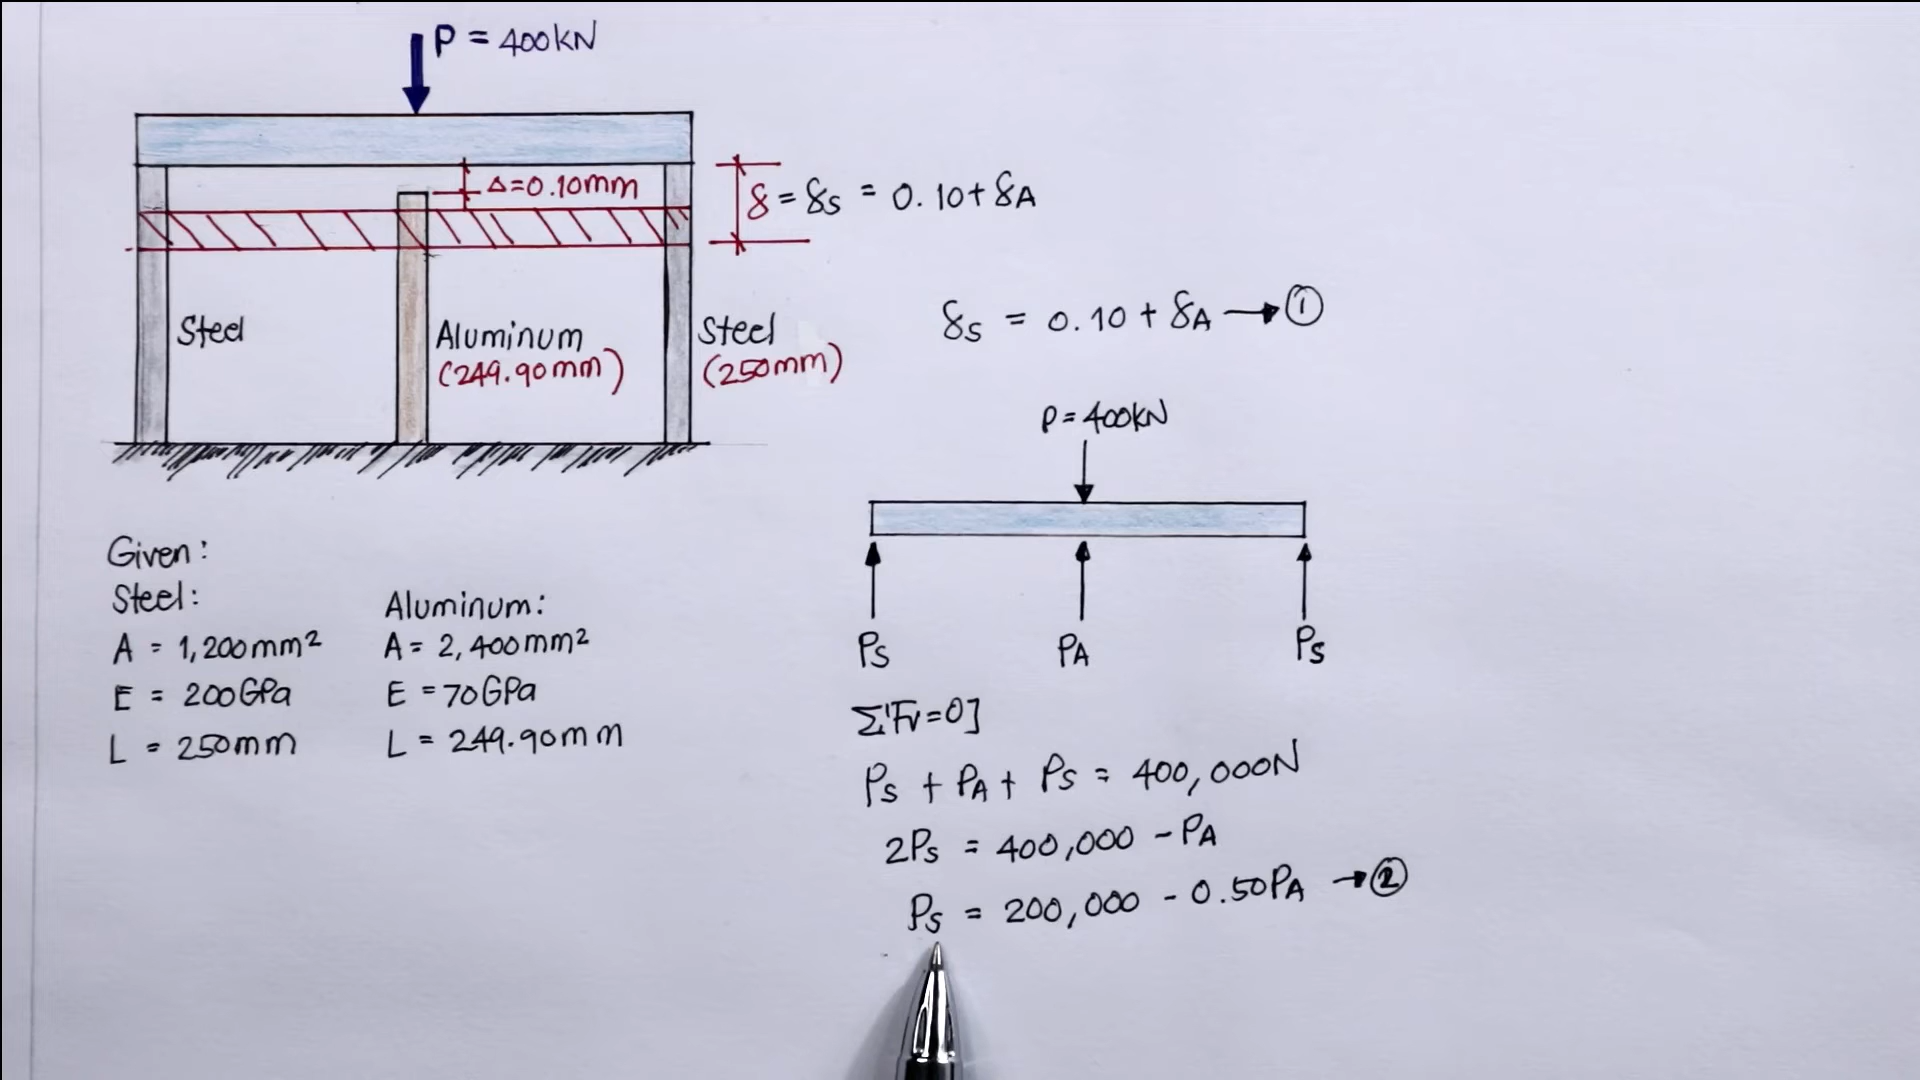 P = 400kN
Δ=0.10mm
δ = δs = 0.10 + δA
Steel
Aluminum
(249.90mm)
Steel
(250mm)
δs = 0.10 + δA → ①
P = 400kN
Ps PA Ps
Given:
Steel:
A = 1,200mm²
E = 200GPa
L = 250mm
Aluminum:
A = 2,400mm²
E = 70GPa
L = 249.90mm
ΣFv=0]
Ps + PA + Ps = 400,000N
2Ps = 400,000 - PA
Ps = 200,000 - 0.50PA → ②